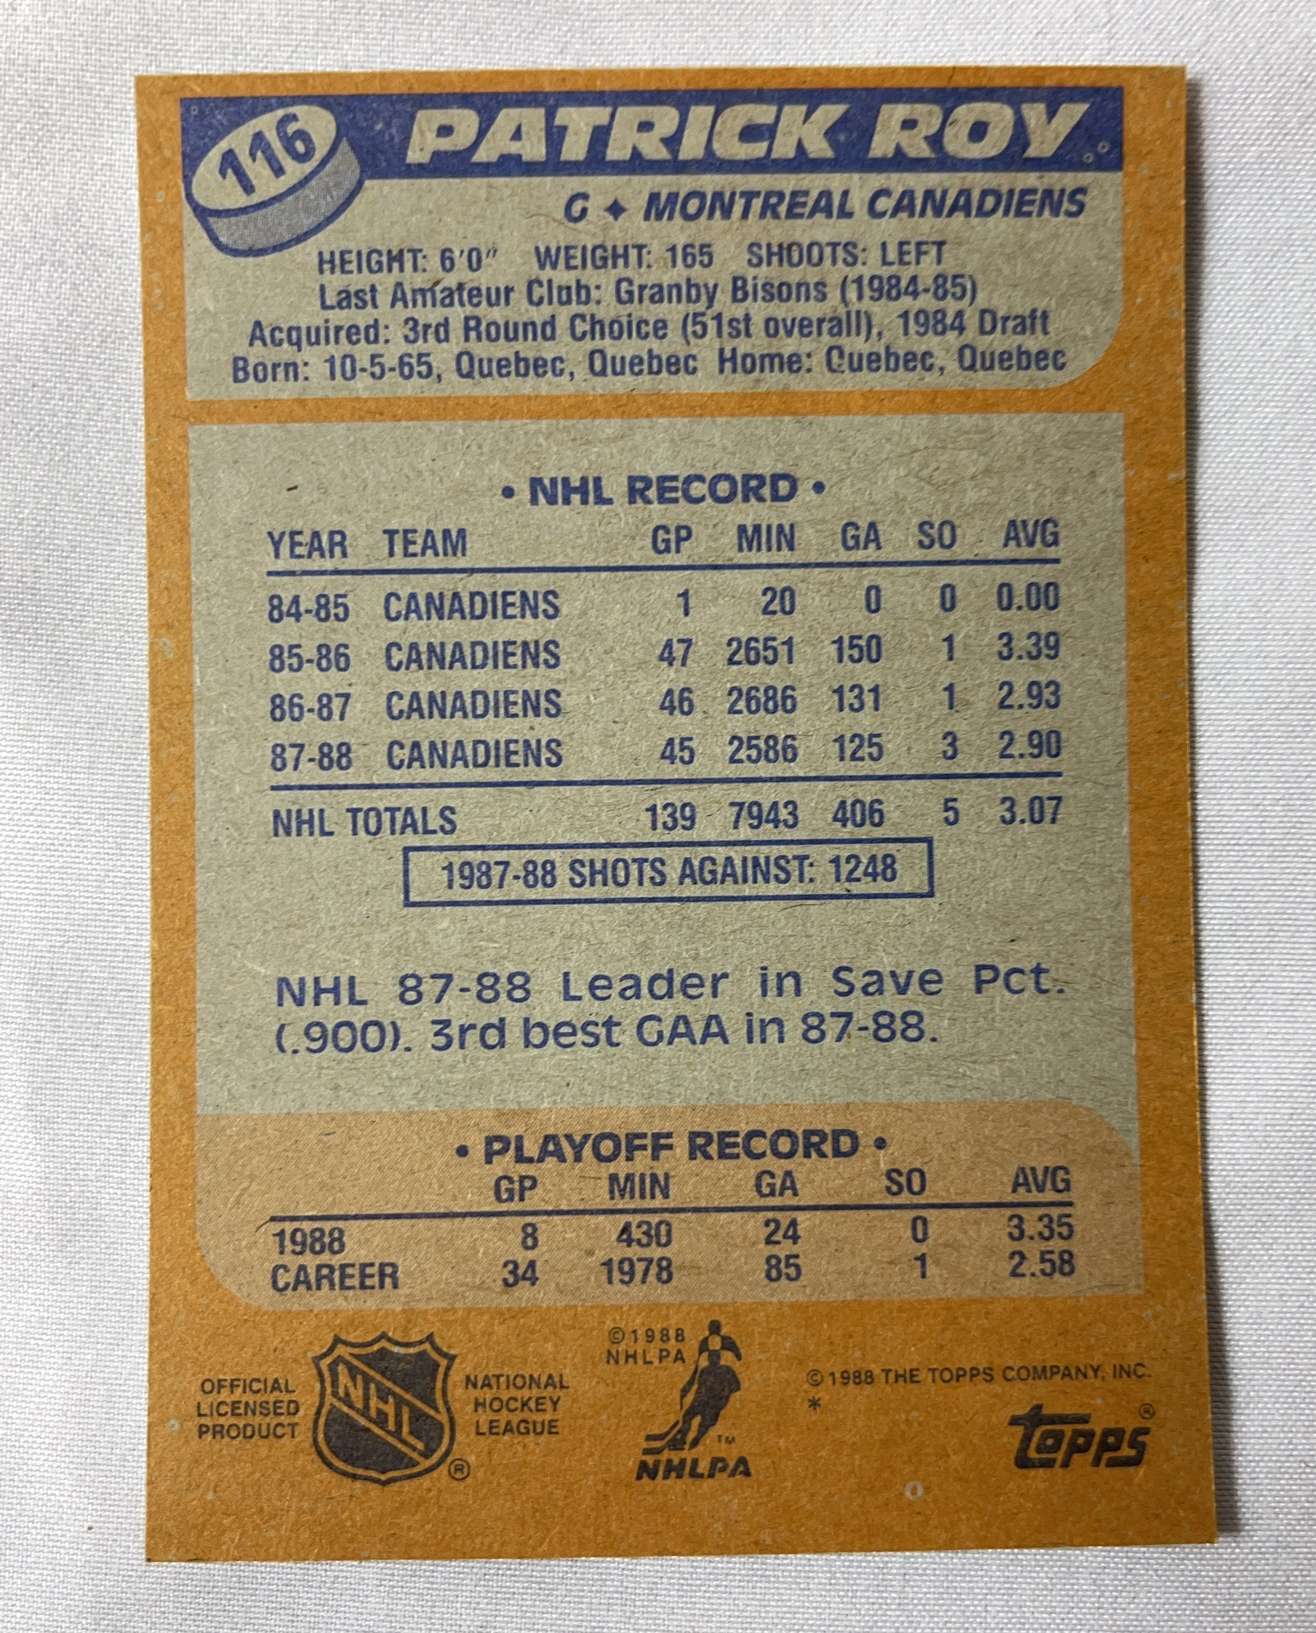 116
PATRICK ROY
G ✦ MONTREAL CANADIENS
HEIGHT: 6'0" WEIGHT: 165 SHOOTS: LEFT
Last Amateur Club: Granby Bisons (1984-85)
Acquired: 3rd Round Choice (51st overall), 1984 Draft
Born: 10-5-65, Quebec, Quebec Home: Quebec, Quebec
• NHL RECORD •
YEAR TEAM GP MIN GA SO AVG
84-85 CANADIENS 1 20 0 0 0.00
85-86 CANADIENS 47 2651 150 1 3.39
86-87 CANADIENS 46 2686 131 1 2.93
87-88 CANADIENS 45 2586 125 3 2.90
NHL TOTALS 139 7943 406 5 3.07
1987-88 SHOTS AGAINST: 1248
NHL 87-88 Leader in Save Pct.
(.900). 3rd best GAA in 87-88.
• PLAYOFF RECORD •
GP MIN GA SO AVG
1988 8 430 24 0 3.35
CAREER 34 1978 85 1 2.58
OFFICIAL
LICENSED
PRODUCT
NHL
®
NATIONAL
HOCKEY
LEAGUE
©1988
NHLPA
TM
NHLPA
©1988 THE TOPPS COMPANY, INC.
*
topps®